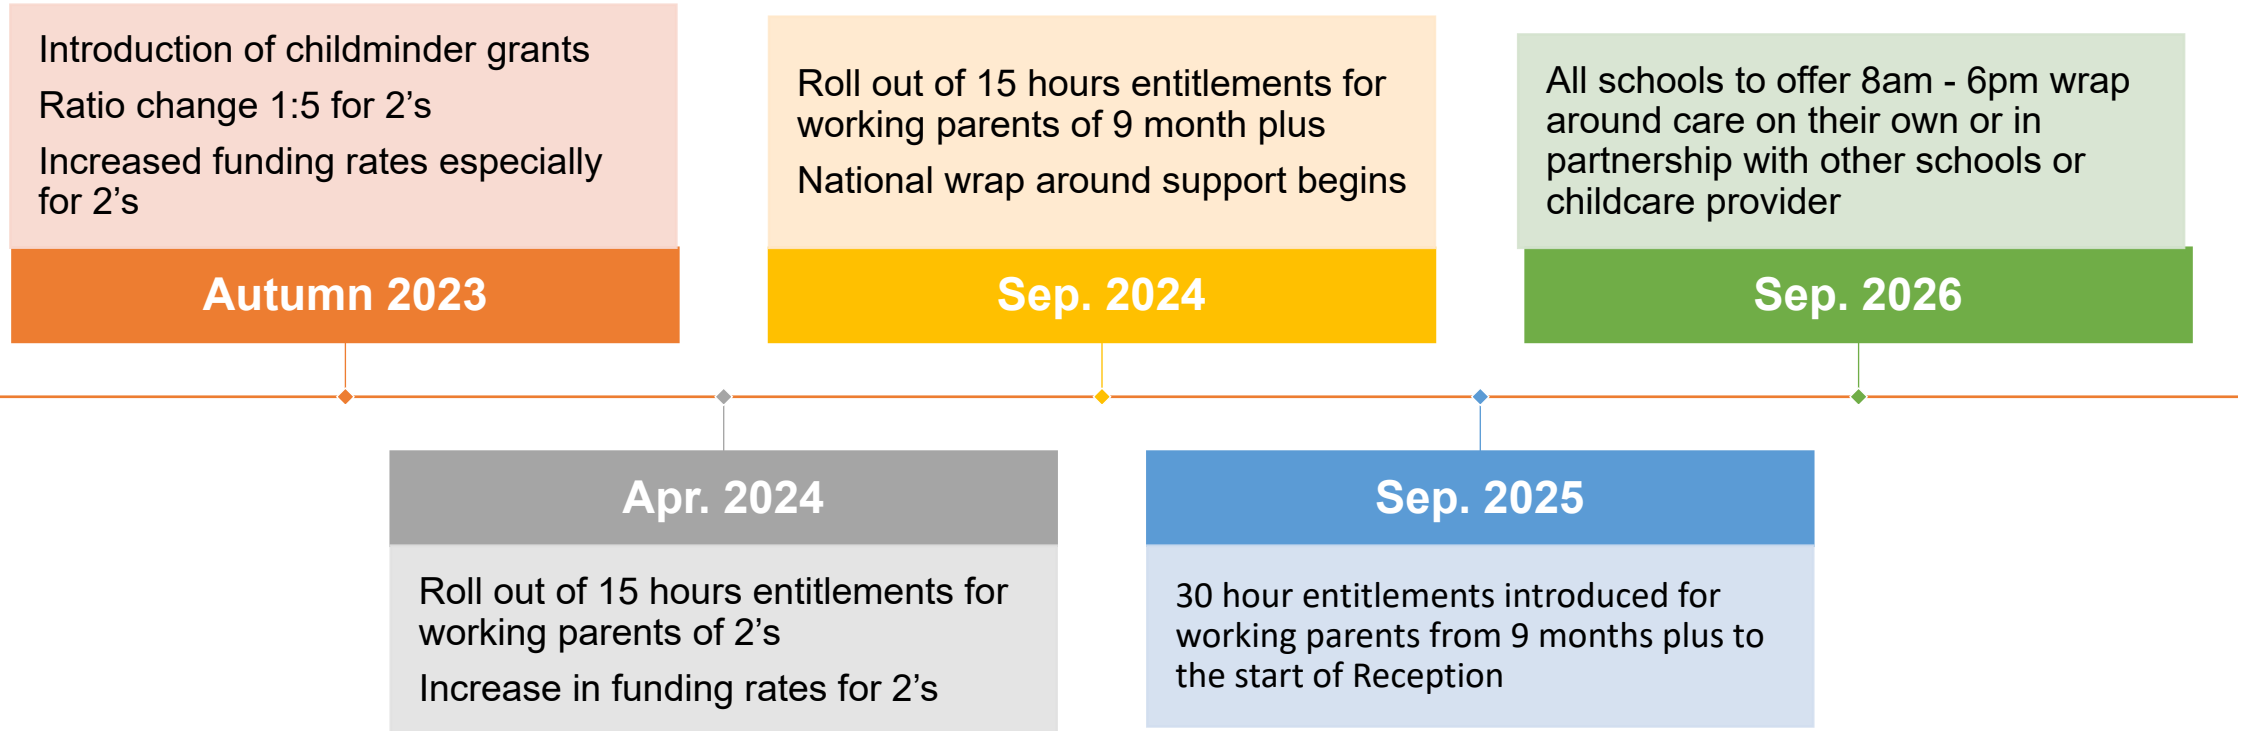 Introduction of childminder grants
Ratio change 1:5 for 2’s
Increased funding rates especially
for 2’s
Autumn 2023
Apr. 2024
Roll out of 15 hours entitlements for
working parents of 2’s
Increase in funding rates for 2’s
Roll out of 15 hours entitlements for
working parents of 9 month plus
National wrap around support begins
Sep. 2024
Sep. 2025
30 hour entitlements introduced for
working parents from 9 months plus to
the start of Reception
All schools to offer 8am - 6pm wrap
around care on their own or in
partnership with other schools or
childcare provider
Sep. 2026